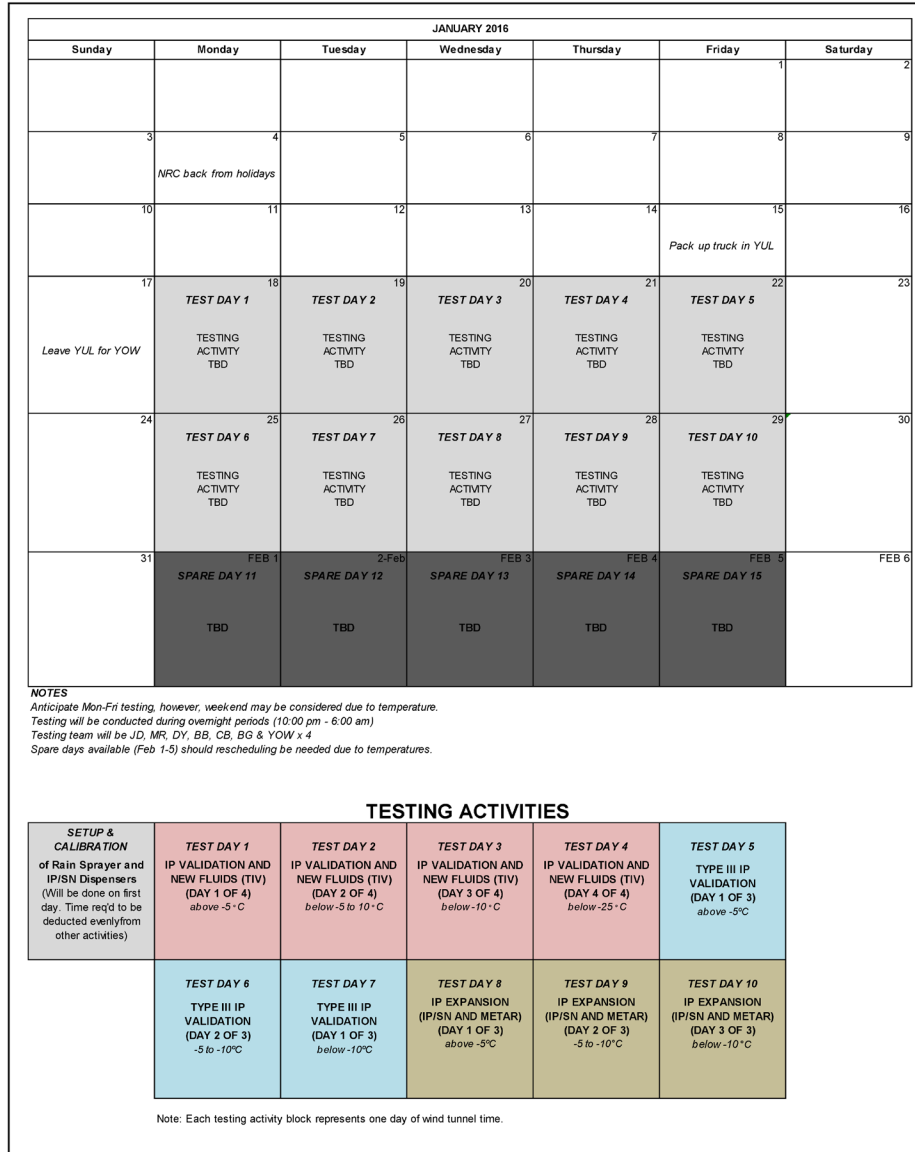 JANUARY 2016
Sunday Monday Tuesday Wednesday Thursday Friday Saturday
1 2
3 4 5 6 7 8 9
NRC back from holidays
10 11 12 13 14 15 16
Pack up truck in YUL
17 18 19 20 21 22 23
TEST DAY 1 TEST DAY 2 TEST DAY 3 TEST DAY 4 TEST DAY 5
TESTING TESTING TESTING TESTING TESTING
Leave YUL for YOW ACTIVITY ACTIVITY ACTIVITY ACTIVITY ACTIVITY
TBD TBD TBD TBD TBD
24 25 26 27 28 29 30
TEST DAY 6 TEST DAY 7 TEST DAY 8 TEST DAY 9 TEST DAY 10
TESTING TESTING TESTING TESTING TESTING
ACTIVITY ACTIVITY ACTIVITY ACTIVITY ACTIVITY
TBD TBD TBD TBD TBD
31 FEB 1 2-Feb FEB 3 FEB 4 FEB 5 FEB 6
SPARE DAY 11 SPARE DAY 12 SPARE DAY 13 SPARE DAY 14 SPARE DAY 15
TBD TBD TBD TBD TBD
NOTES
Anticipate Mon-Fri testing, however, weekend may be considered due to temperature.
Testing will be conducted during overnight periods (10:00 pm - 6:00 am)
Testing team will be JD, MR, DY, BB, CB, BG & YOW x 4
Spare days available (Feb 1-5) should rescheduling be needed due to temperatures.
TESTING ACTIVITIES
SETUP &
CALIBRATION
of Rain Sprayer and
IP/SN Dispensers
(Will be done on first
day. Time req'd to be
deducted evenlyfrom
other activities)
TEST DAY 1
IP VALIDATION AND
NEW FLUIDS (TIV)
(DAY 1 OF 4)
above -5°C
TEST DAY 2
IP VALIDATION AND
NEW FLUIDS (TIV)
(DAY 2 OF 4)
below -5 to 10°C
TEST DAY 3
IP VALIDATION AND
NEW FLUIDS (TIV)
(DAY 3 OF 4)
below -10°C
TEST DAY 4
IP VALIDATION AND
NEW FLUIDS (TIV)
(DAY 4 OF 4)
below -25°C
TEST DAY 5
TYPE III IP
VALIDATION
(DAY 1 OF 3)
above -5ºC
TEST DAY 6
TYPE III IP
VALIDATION
(DAY 2 OF 3)
-5 to -10ºC
TEST DAY 7
TYPE III IP
VALIDATION
(DAY 1 OF 3)
below -10ºC
TEST DAY 8
IP EXPANSION
(IP/SN AND METAR)
(DAY 1 OF 3)
above -5ºC
TEST DAY 9
IP EXPANSION
(IP/SN AND METAR)
(DAY 2 OF 3)
-5 to -10°C
TEST DAY 10
IP EXPANSION
(IP/SN AND METAR)
(DAY 3 OF 3)
below -10°C
Note: Each testing activity block represents one day of wind tunnel time.